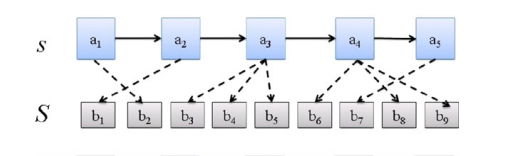 s a₁ a₂ a₃ a₄ a₅
S b₁ b₂ b₃ b₄ b₅ b₆ b₇ b₈ b₉